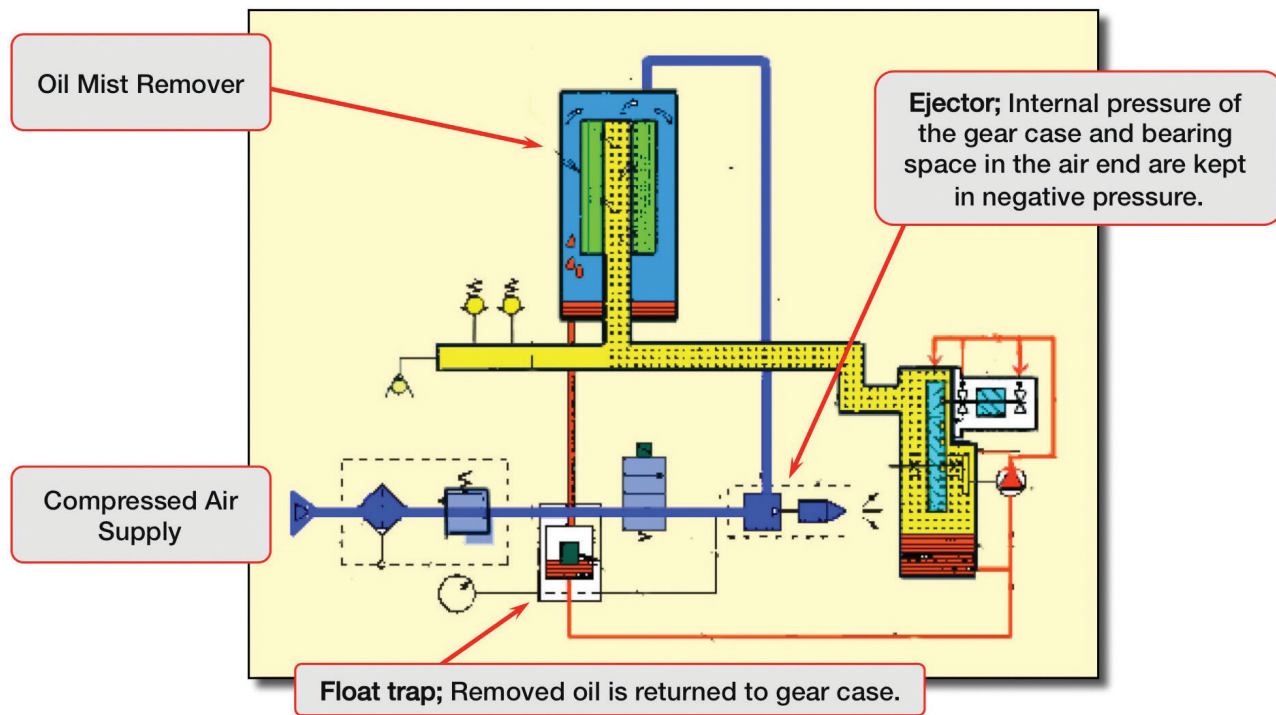 Oil Mist Remover
Ejector; Internal pressure of
the gear case and bearing
space in the air end are kept
in negative pressure.
Compressed Air
Supply
Float trap; Removed oil is returned to gear case.